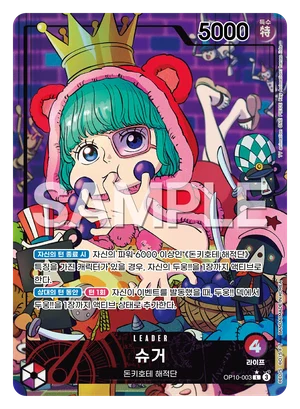 5000
특수
特
SAMPLE
자신의 턴 종료 시 자신의 파워 6000 이상인 《돈키호테 해적단》
특징을 가진 캐릭터가 있을 경우, 자신의 두웅!!을 1장까지 액티브로
한다.
상대의 턴 동안 턴 1회 자신이 이벤트를 발동했을 때, 두웅!! 덱에서
두웅!!을 1장까지 액티브 상태로 추가한다.
LEADER
슈거
돈키호테 해적단
4
라이프
OP10-003 L 3